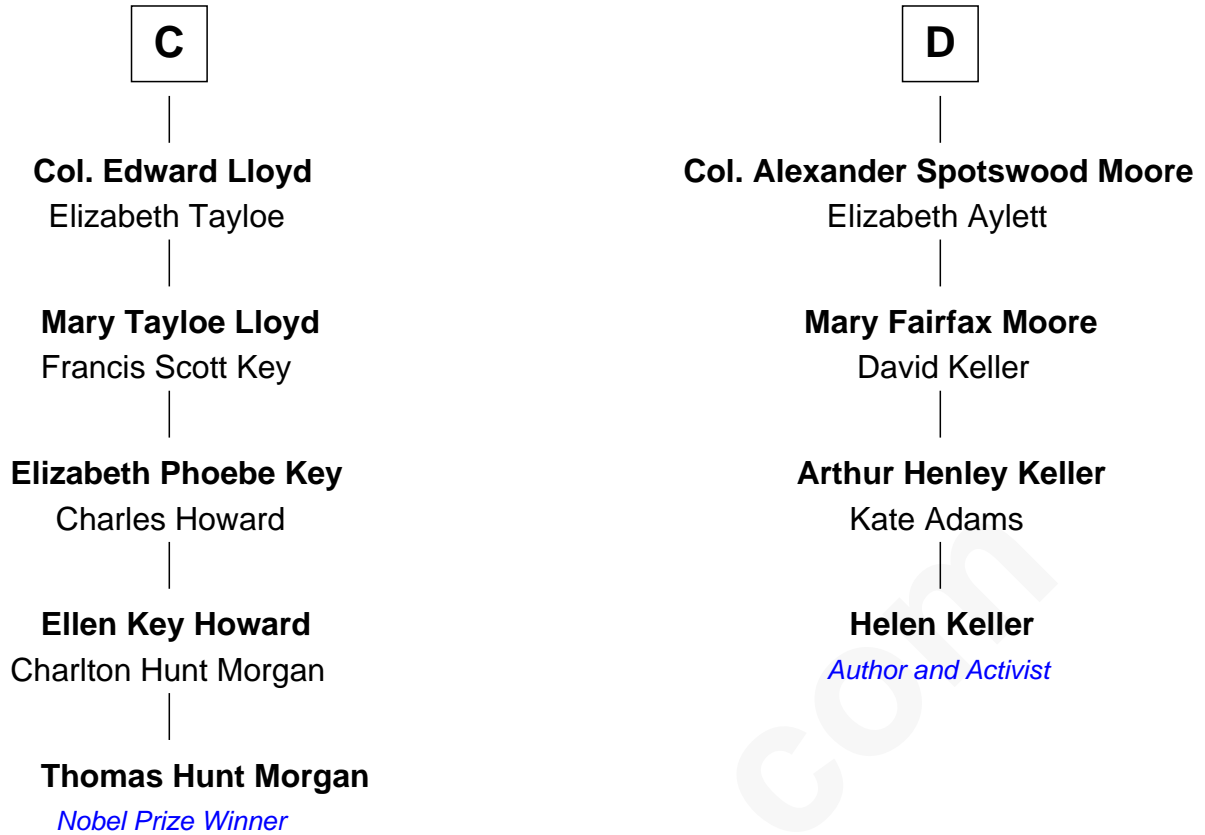 C
Col. Edward Lloyd
Elizabeth Tayloe
Mary Tayloe Lloyd
Francis Scott Key
Elizabeth Phoebe Key
Charles Howard
Ellen Key Howard
Charlton Hunt Morgan
Thomas Hunt Morgan
Nobel Prize Winner
D
Col. Alexander Spotswood Moore
Elizabeth Aylett
Mary Fairfax Moore
David Keller
Arthur Henley Keller
Kate Adams
Helen Keller
Author and Activist
com